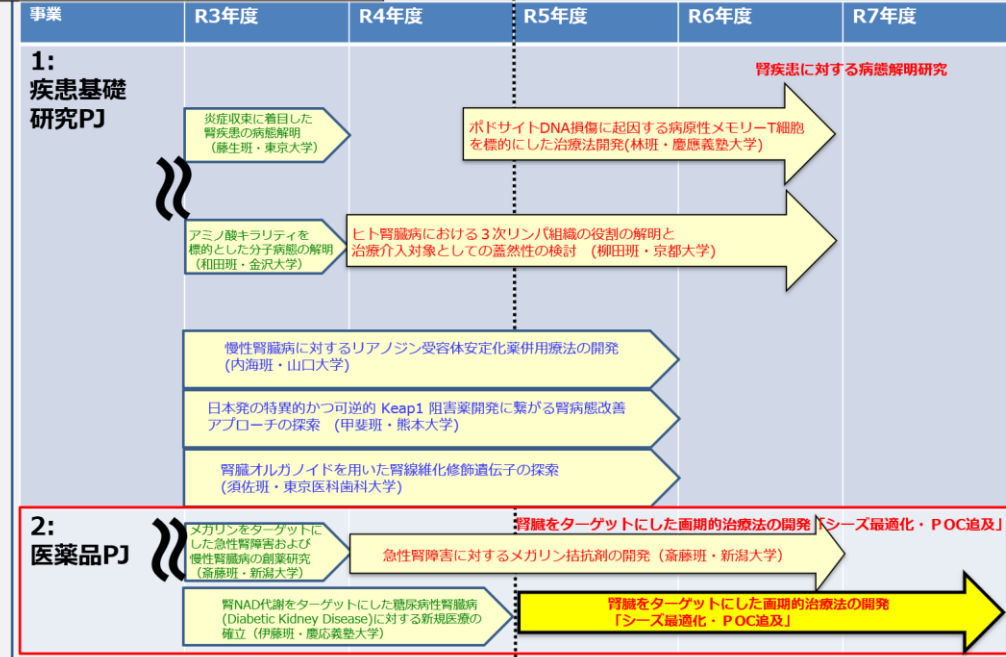 事業
R3年度
R4年度
R5年度
R6年度
R7年度
1:
疾患基礎
研究PJ
腎疾患に対する病態解明研究
炎症収束に着目した
腎疾患の病態解明
（藤生班・東京大学）
ポドサイトDNA損傷に起因する病原性メモリーT細胞
を標的にした治療法開発(林班・慶應義塾大学)
アミノ酸キラリティを
標的とした分子病態の解明
（和田班・金沢大学）
ヒト腎臓病における３次リンパ組織の役割の解明と
治療介入対象としての蓋然性の検討　(柳田班・京都大学)
慢性腎臓病に対するリアノジン受容体安定化薬併用療法の開発
(内海班・山口大学)
日本発の特異的かつ可逆的 Keap1 阻害薬開発に繋がる腎病態改善
アプローチの探索　(甲斐班・熊本大学)
腎臓オルガノイドを用いた腎線維化修飾遺伝子の探索
(須佐班・東京医科歯科大学)
2:
医薬品PJ
腎臓をターゲットにした画期的治療法の開発「シーズ最適化・ＰＯＣ追及」
メガリンをターゲットに
した急性腎障害および
慢性腎臓病の創薬研究
（斎藤班・新潟大学）
急性腎障害に対するメガリン拮抗剤の開発（斎藤班・新潟大学）
腎NAD代謝をターゲットにした糖尿病性腎臓病
(Diabetic Kidney Disease)に対する新規医療の
確立（伊藤班・慶応義塾大学）
腎臓をターゲットにした画期的治療法の開発
「シーズ最適化・ＰＯＣ追及」